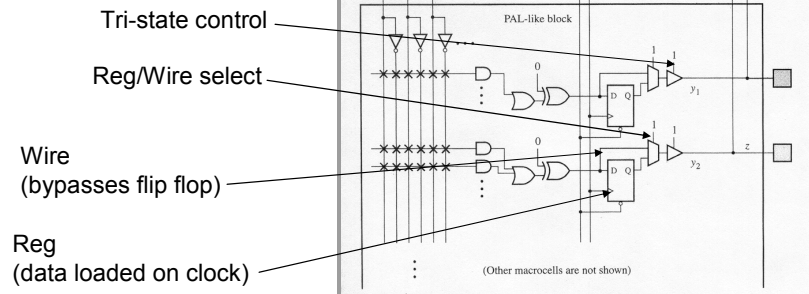 Tri-state control
Reg/Wire select
Wire
(bypasses flip flop)
Reg
(data loaded on clock)
PAL-like block
1
1
0
D Q
y1
0
1
1
D Q
z
y2
(Other macrocells are not shown)